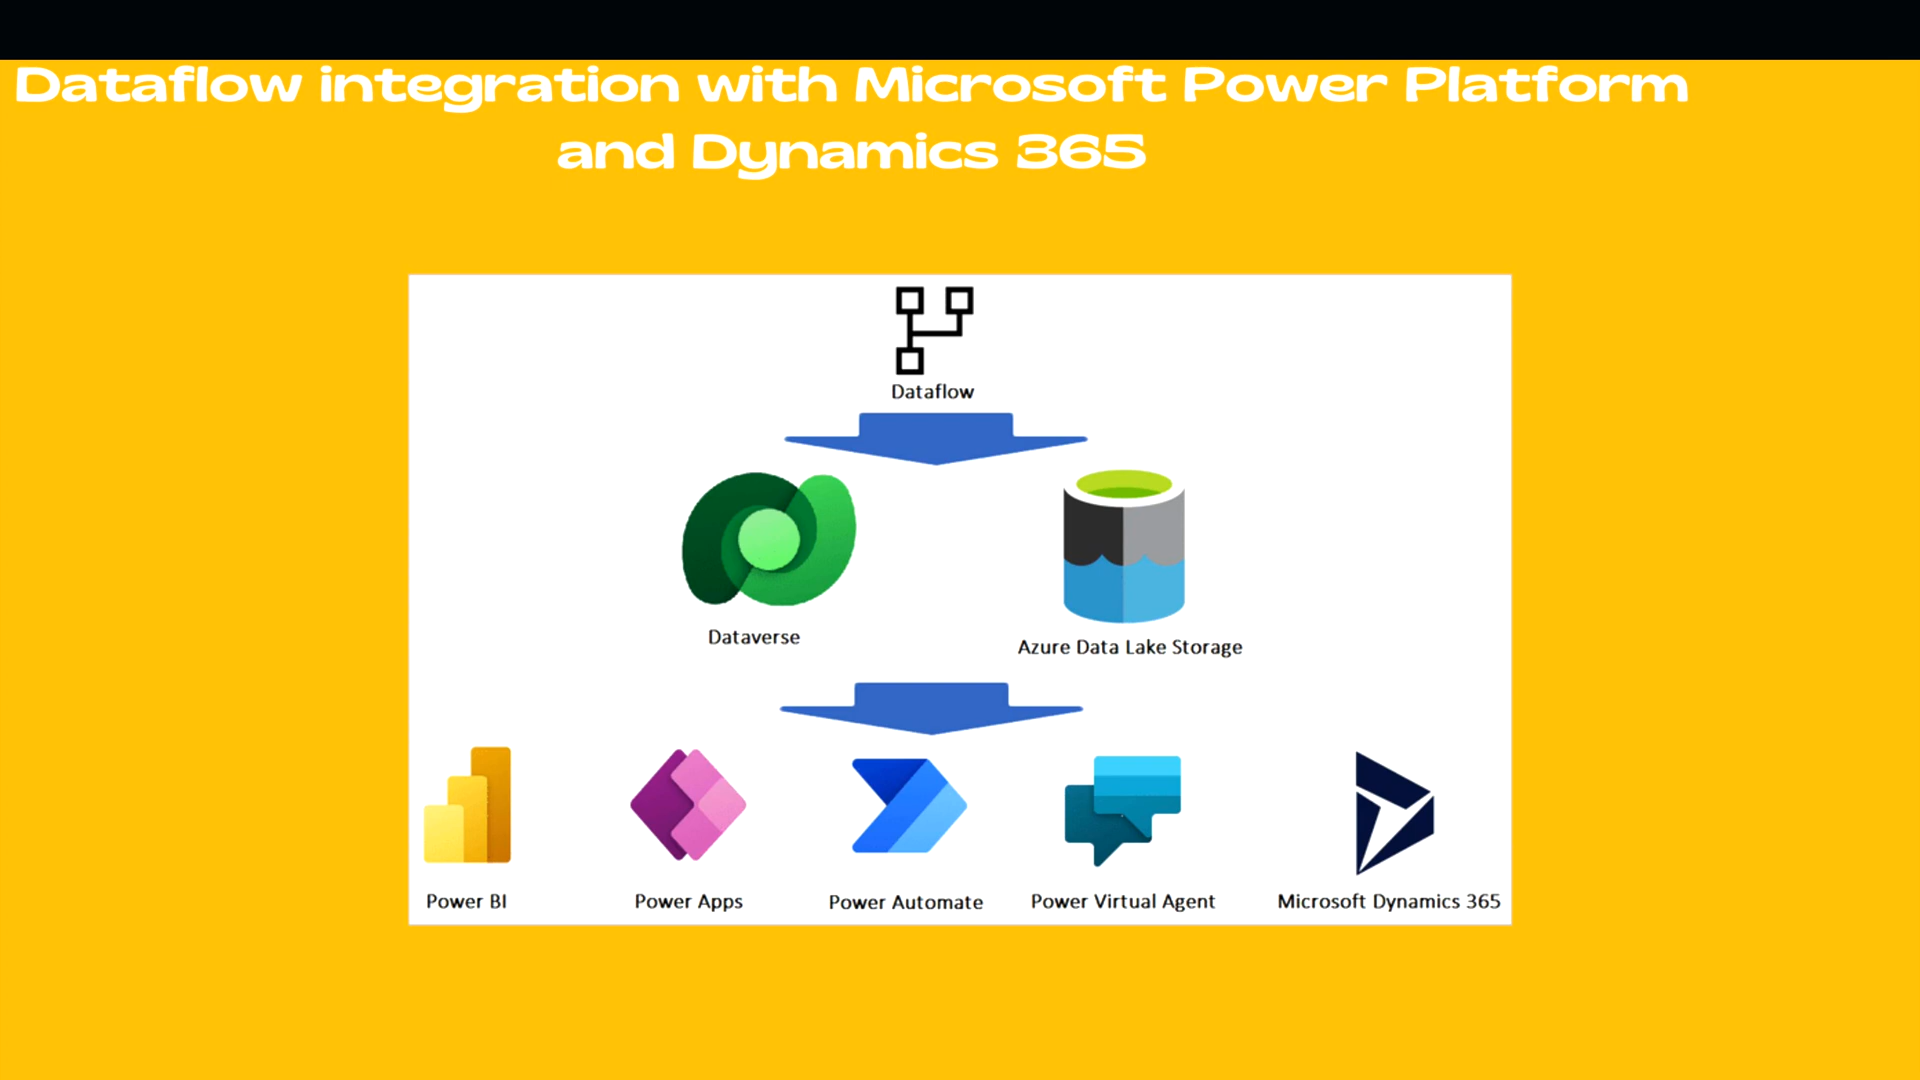 Dataflow integration with Microsoft Power Platform
and Dynamics 365
Dataflow
Dataverse
Azure Data Lake Storage
Power BI
Power Apps
Power Automate
Power Virtual Agent
Microsoft Dynamics 365